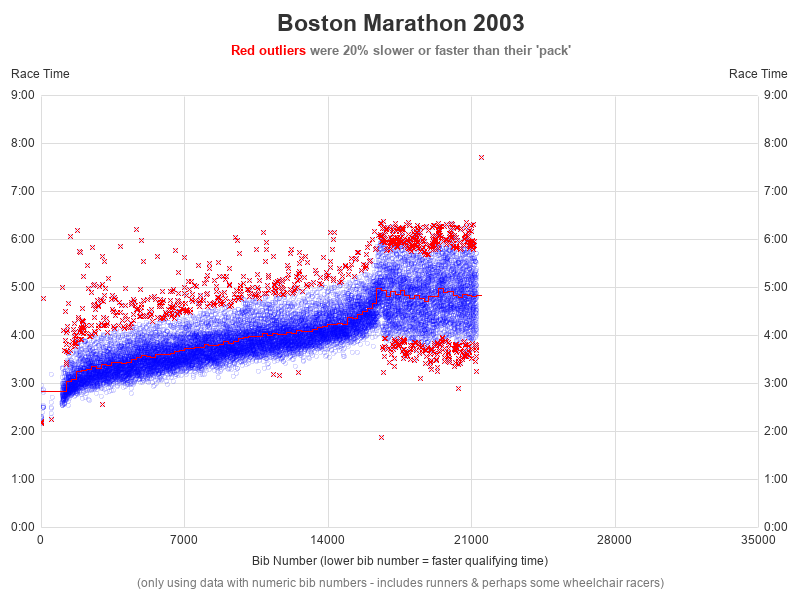 Boston Marathon 2003
Red outliers were 20% slower or faster than their 'pack'
Race Time Race Time
9:00 9:00
8:00 8:00
7:00 7:00
6:00 6:00
5:00 5:00
4:00 4:00
3:00 3:00
2:00 2:00
1:00 1:00
0:00 0:00
0 7000 14000 21000 28000 35000
Bib Number (lower bib number = faster qualifying time)
(only using data with numeric bib numbers - includes runners & perhaps some wheelchair racers)